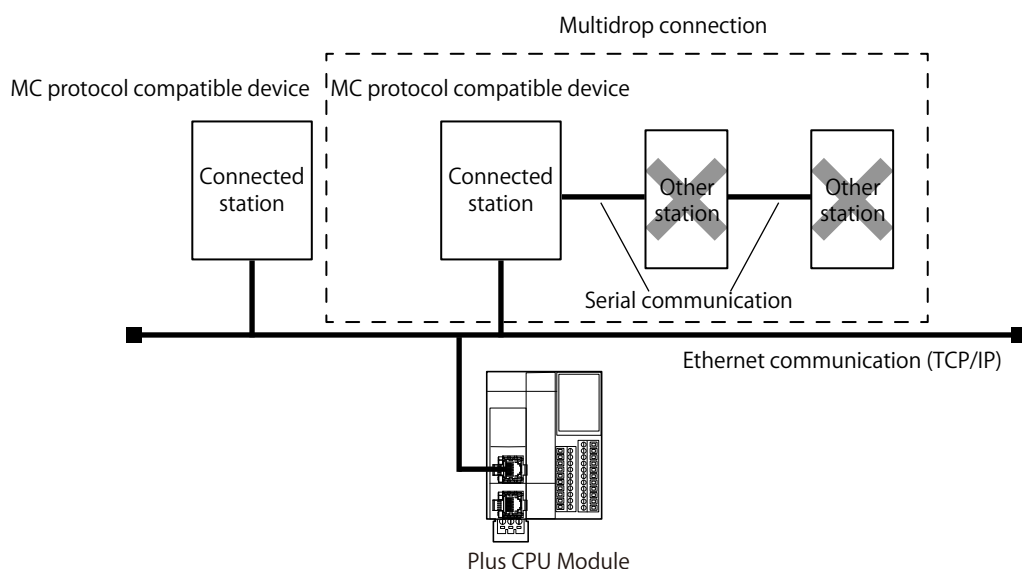 Multidrop connection
MC protocol compatible device
MC protocol compatible device
Connected
station
Connected
station
Other
station
Other
station
Serial communication
Ethernet communication (TCP/IP)
Plus CPU Module